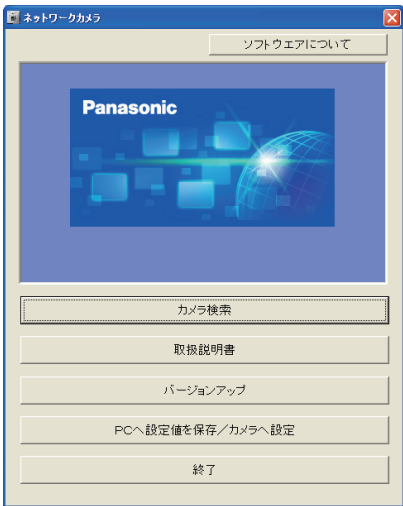 ネットワークカメラ
ソフトウエアについて
Panasonic
カメラ検索
取扱説明書
バージョンアップ
PCへ設定値を保存／カメラへ設定
終了